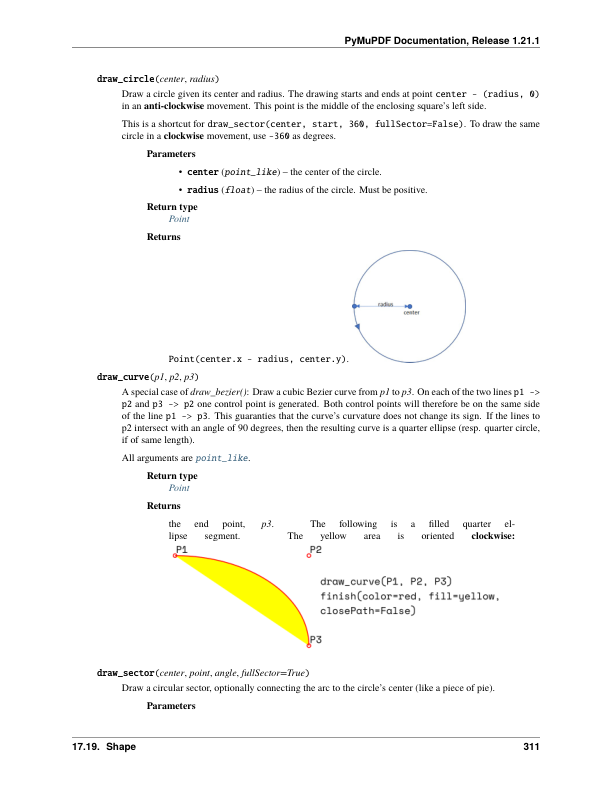 PyMuPDF Documentation, Release 1.21.1
draw_circle(center, radius)
Draw a circle given its center and radius. The drawing starts and ends at point center - (radius, 0)
in an anti-clockwise movement. This point is the middle of the enclosing square's left side.
This is a shortcut for draw_sector(center, start, 360, fullSector=False). To draw the same
circle in a clockwise movement, use -360 as degrees.
Parameters
• center (point_like) – the center of the circle.
• radius (float) – the radius of the circle. Must be positive.
Return type
Point
Returns
radius
center
Point(center.x - radius, center.y).
draw_curve(p1, p2, p3)
A special case of draw_bezier(): Draw a cubic Bezier curve from p1 to p3. On each of the two lines p1 ->
p2 and p3 -> p2 one control point is generated. Both control points will therefore be on the same side
of the line p1 -> p3. This guaranties that the curve's curvature does not change its sign. If the lines to
p2 intersect with an angle of 90 degrees, then the resulting curve is a quarter ellipse (resp. quarter circle,
if of same length).
All arguments are point_like.
Return type
Point
Returns
the end point, p3. The following is a filled quarter el-
lipse segment. The yellow area is oriented clockwise:
P1 P2
draw_curve(P1, P2, P3)
finish(color=red, fill=yellow,
closePath=False)
P3
draw_sector(center, point, angle, fullSector=True)
Draw a circular sector, optionally connecting the arc to the circle's center (like a piece of pie).
Parameters
17.19. Shape 311